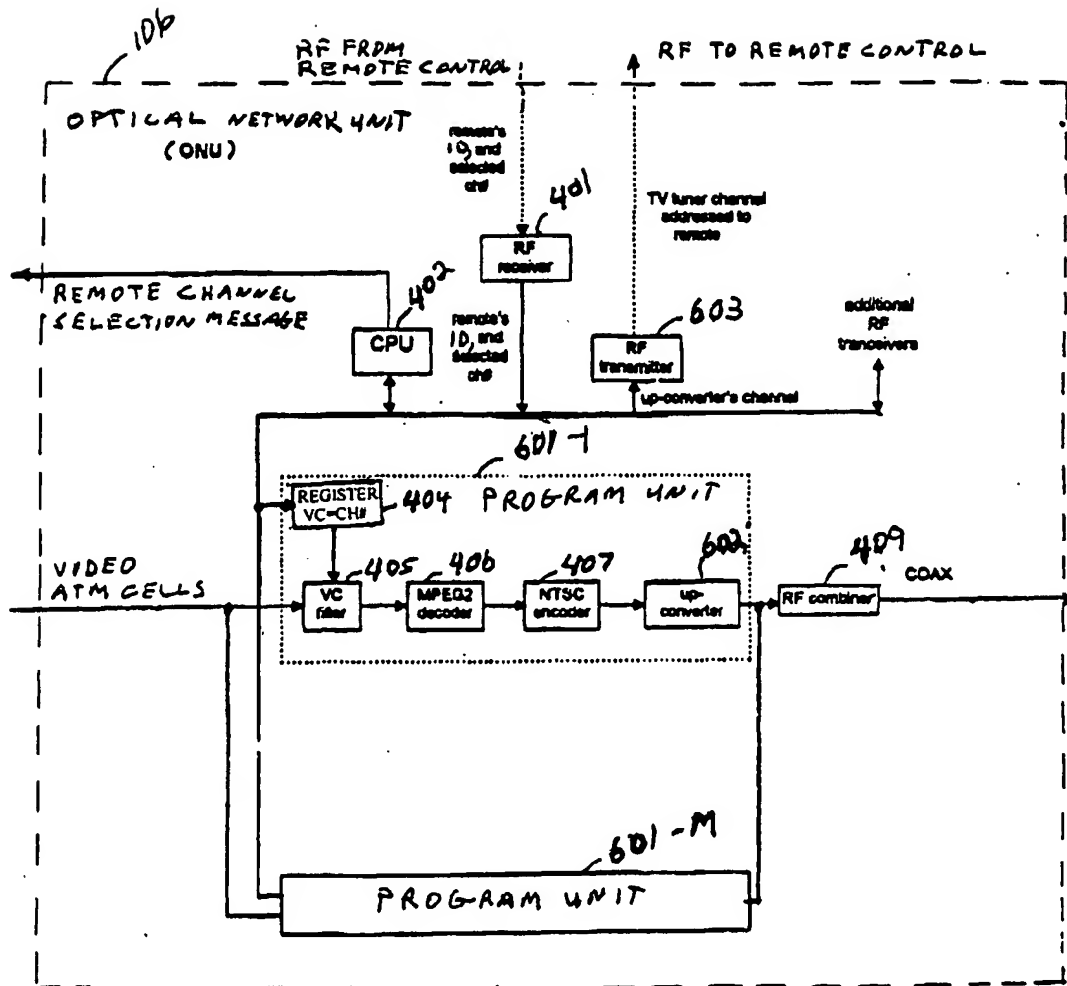 106
RF FROM
REMOTE CONTROL
RF TO REMOTE CONTROL
OPTICAL NETWORK UNIT
(ONU)
remote's
ID, and
selected
ch#
401
RF
receiver
TV tuner channel
addressed to
remote
REMOTE CHANNEL
SELECTION MESSAGE
402
CPU
remote's
ID, and
selected
ch#
603
RF
transmitter
additional
RF
tranceivers
up-converter's channel
601-1
REGISTER
VC=CH#
404
PROGRAM UNIT
VIDEO
ATM CELLS
405
VC
filter
406
MPEG2
decoder
407
NTSC
encoder
602
up-
converter
409
RF combiner
COAX
601-M
PROGRAM UNIT